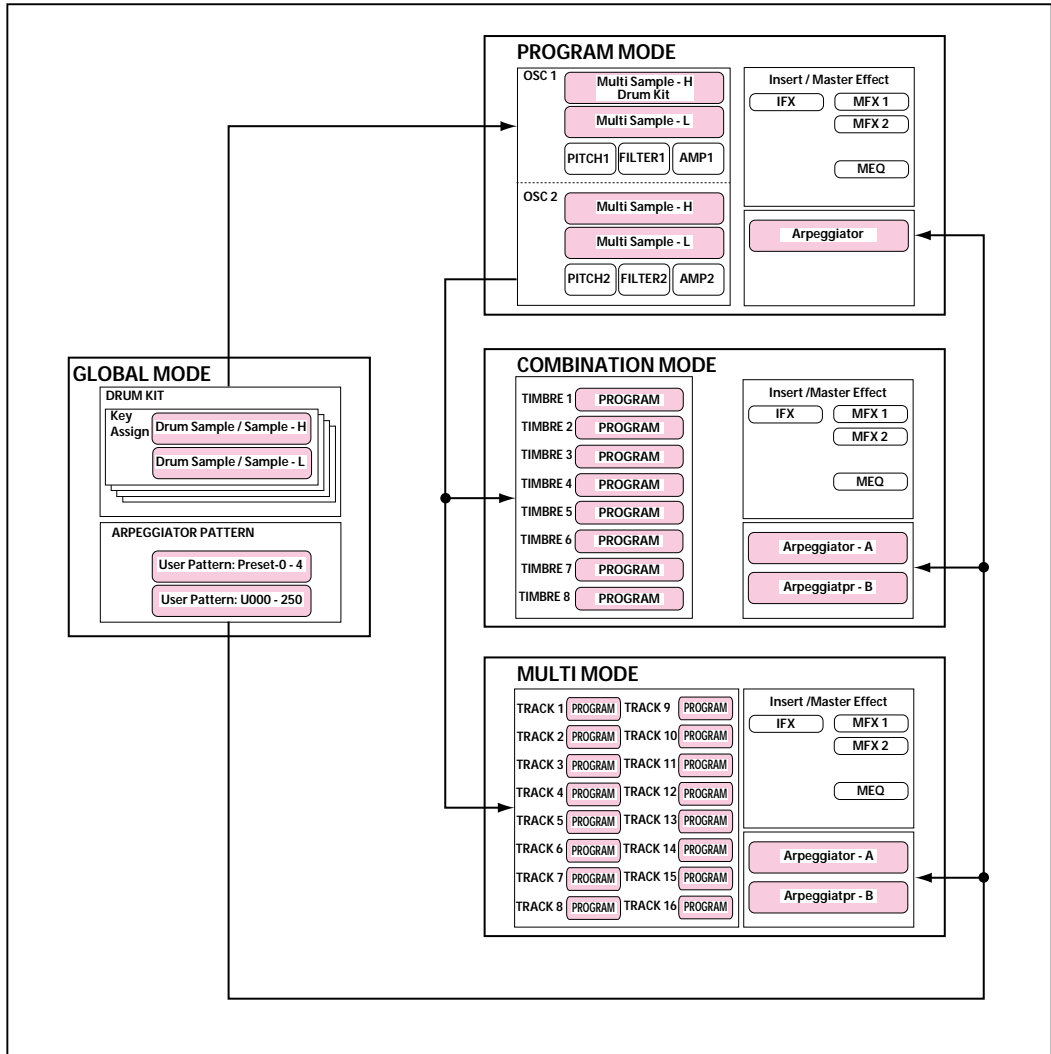 PROGRAM MODE
OSC 1
Multi Sample - H
Drum Kit
Multi Sample - L
PITCH1 FILTER1 AMP1
OSC 2
Multi Sample - H
Multi Sample - L
PITCH2 FILTER2 AMP2
Insert / Master Effect
IFX MFX 1
MFX 2
MEQ
Arpeggiator
GLOBAL MODE
DRUM KIT
Key
Assign
Drum Sample / Sample - H
Drum Sample / Sample - L
ARPEGGIATOR PATTERN
User Pattern: Preset-0 - 4
User Pattern: U000 - 250
COMBINATION MODE
TIMBRE 1 PROGRAM
TIMBRE 2 PROGRAM
TIMBRE 3 PROGRAM
TIMBRE 4 PROGRAM
TIMBRE 5 PROGRAM
TIMBRE 6 PROGRAM
TIMBRE 7 PROGRAM
TIMBRE 8 PROGRAM
Insert /Master Effect
IFX MFX 1
MFX 2
MEQ
Arpeggiator - A
Arpeggiatpr - B
MULTI MODE
TRACK 1 PROGRAM TRACK 9 PROGRAM
TRACK 2 PROGRAM TRACK 10 PROGRAM
TRACK 3 PROGRAM TRACK 11 PROGRAM
TRACK 4 PROGRAM TRACK 12 PROGRAM
TRACK 5 PROGRAM TRACK 13 PROGRAM
TRACK 6 PROGRAM TRACK 14 PROGRAM
TRACK 7 PROGRAM TRACK 15 PROGRAM
TRACK 8 PROGRAM TRACK 16 PROGRAM
Insert /Master Effect
IFX MFX 1
MFX 2
MEQ
Arpeggiator - A
Arpeggiatpr - B